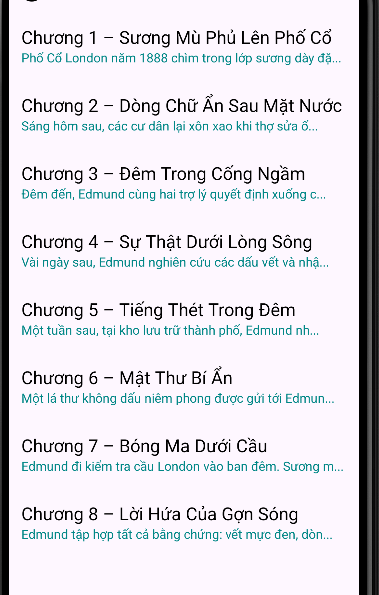 Chương 1 – Sương Mù Phủ Lên Phố Cổ
Phố Cổ London năm 1888 chìm trong lớp sương dày đặ...
Chương 2 – Dòng Chữ Ẩn Sau Mặt Nước
Sáng hôm sau, các cư dân lại xôn xao khi thợ sửa ố...
Chương 3 – Đêm Trong Cống Ngầm
Đêm đến, Edmund cùng hai trợ lý quyết định xuống c...
Chương 4 – Sự Thật Dưới Lòng Sông
Vài ngày sau, Edmund nghiên cứu các dấu vết và nhậ...
Chương 5 – Tiếng Thét Trong Đêm
Một tuần sau, tại kho lưu trữ thành phố, Edmund nh...
Chương 6 – Mật Thư Bí Ẩn
Một lá thư không dấu niêm phong được gửi tới Edmun...
Chương 7 – Bóng Ma Dưới Cầu
Edmund đi kiểm tra cầu London vào ban đêm. Sương m...
Chương 8 – Lời Hứa Của Gợn Sóng
Edmund tập hợp tất cả bằng chứng: vết mực đen, dòn...